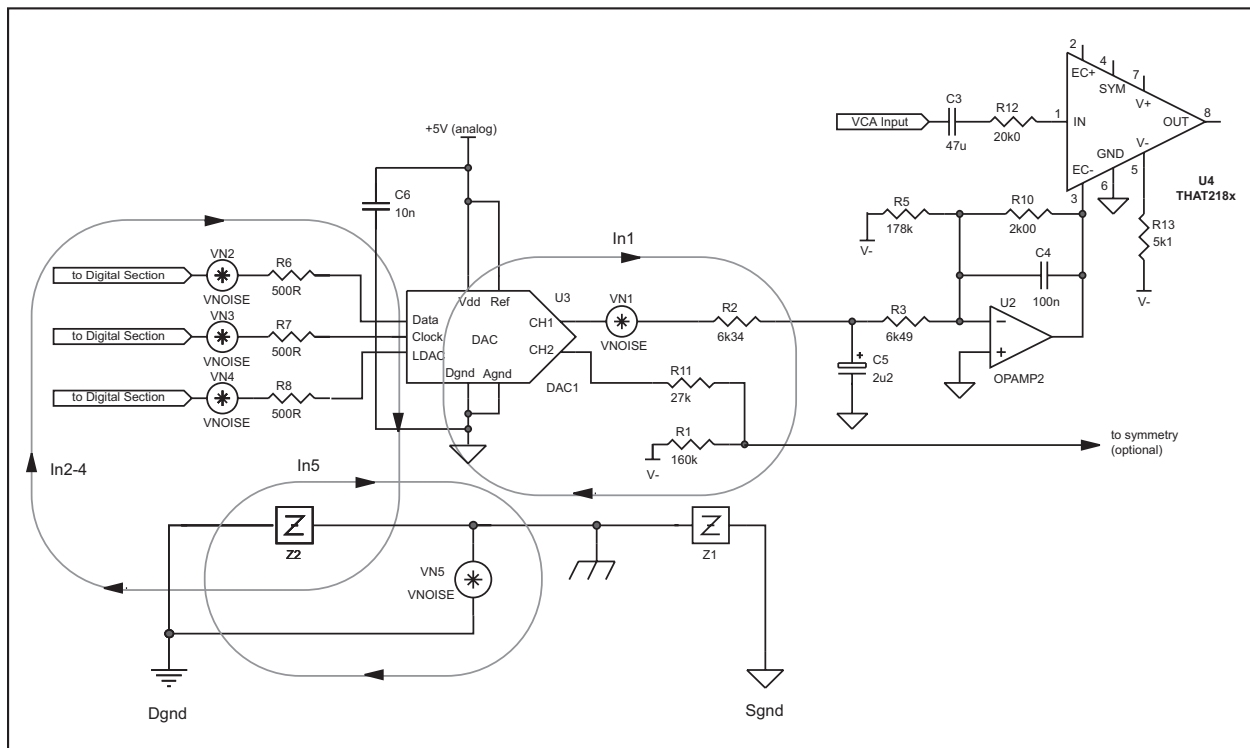 2
EC+
4
SYM
7
V+
C3
R12
1
8
VCA Input
IN
OUT
47u
20k0
+5V (analog)
V-
GND
EC-
5
6
3
U4
THAT218x
C6
10n
R5
178k
V-
R10
2k00
R13
5k1
V-
In1
VN2
R6
to Digital Section
VNOISE
500R
C4
100n
U3
Vdd
Ref
VN1
R2
R3
U2
Data
CH1
VN3
R7
to Digital Section
Clock
DAC
VNOISE
6k34
6k49
VNOISE
500R
LDAC
CH2
VN4
R8
to Digital Section
VNOISE
500R
Dgnd
Agnd
DAC1
R11
27k
C5
2u2
+
−
+
OPAMP2
R1
160k
V-
to symmetry
(optional)
In2-4
In5
Z
Z2
Z
Z1
VN5
VNOISE
Dgnd
Sgnd